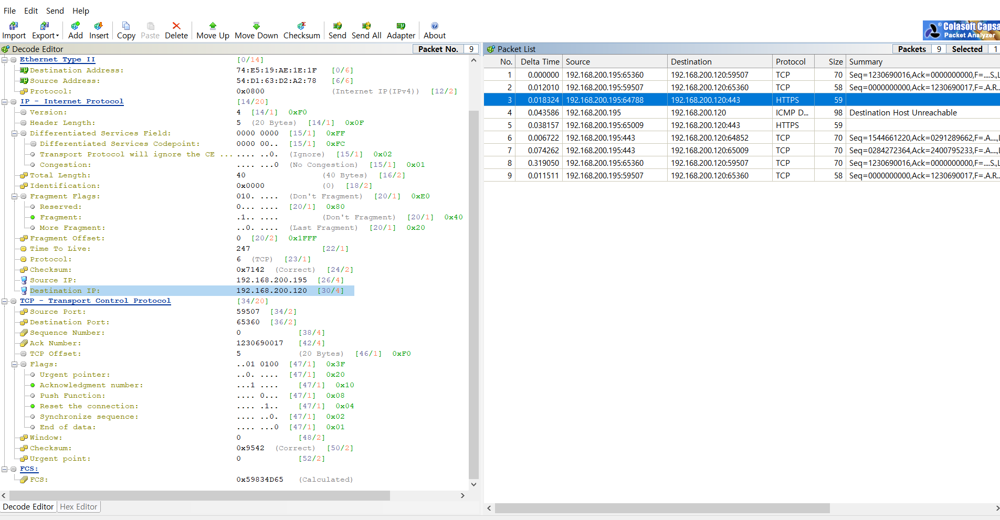 File Edit Send Help
Import Export Add Insert Copy Paste Delete Move Up Move Down Checksum Send Send All Adapter About
Colasoft Capsa
Packet Analyzer
Decode Editor Packet No. 9
Ethernet Type II [0/14]
Destination Address: 74:E5:19:AE:1E:1F [0/6]
Source Address: 54:D1:63:D2:A2:78 [6/6]
Protocol: 0x0800 (Internet IP(IPv4)) [12/2]
IP - Internet Protocol [14/20]
Version: 4 [14/1] 0xF0
Header Length: 5 (20 Bytes) [14/1] 0x0F
Differentiated Services Field: 0000 0000 [15/1] 0xFF
Differentiated Services Codepoint: 0000 00.. [15/1] 0xFC
Transport Protocol will ignore the CE ... .... ..0. (Ignore) [15/1] 0x02
Congestion: .... ...0 (No Congestion) [15/1] 0x01
Total Length: 40 (40 Bytes) [16/2]
Identification: 0x0000 (0) [18/2]
Fragment Flags: 010. .... (Don't Fragment) [20/1] 0xE0
Reserved: 0... .... [20/1] 0x80
Fragment: .1.. .... (Don't Fragment) [20/1] 0x40
More Fragment: ..0. .... (Last Fragment) [20/1] 0x20
Fragment Offset: 0 [20/2] 0x1FFF
Time To Live: 247 [22/1]
Protocol: 6 (TCP) [23/1]
Checksum: 0x7142 (Correct) [24/2]
Source IP: 192.168.200.195 [26/4]
Destination IP: 192.168.200.120 [30/4]
TCP - Transport Control Protocol [34/20]
Source Port: 59507 [34/2]
Destination Port: 65360 [36/2]
Sequence Number: 0 [38/4]
Ack Number: 1230690017 [42/4]
TCP Offset: 5 (20 Bytes) [46/1] 0xF0
Flags: ..01 0100 [47/1] 0x3F
Urgent pointer: ..0. .... [47/1] 0x20
Acknowledgment number: ...1 .... [47/1] 0x10
Push Function: .... 0... [47/1] 0x08
Reset the connection: .... .1.. [47/1] 0x04
Synchronize sequence: .... ..0. [47/1] 0x02
End of data: .... ...0 [47/1] 0x01
Window: 0 [48/2]
Checksum: 0x9542 (Correct) [50/2]
Urgent point: 0 [52/2]
FCS:
FCS: 0x59834D65 (Calculated)
Decode Editor Hex Editor
Packet List Packets 9 Selected 1
No. Delta Time Source Destination Protocol Size Summary
1 0.000000 192.168.200.195:65360 192.168.200.120:59507 TCP 70 Seq=1230690016,Ack=0000000000,F=....S.,L
2 0.012010 192.168.200.195:59507 192.168.200.120:65360 TCP 58 Seq=0000000000,Ack=1230690017,F=.A.R..
3 0.018324 192.168.200.195:64788 192.168.200.120:443 HTTPS 59
4 0.043586 192.168.200.195 192.168.200.120 ICMP D... 98 Destination Host Unreachable
5 0.038157 192.168.200.195:65009 192.168.200.120:443 HTTPS 59
6 0.006722 192.168.200.195:443 192.168.200.120:64852 TCP 70 Seq=1544661220,Ack=0291289662,F=.A....,L
7 0.074262 192.168.200.195:443 192.168.200.120:65009 TCP 70 Seq=0284272364,Ack=2400795233,F=.A....,L
8 0.319050 192.168.200.195:65360 192.168.200.120:59507 TCP 70 Seq=1230690016,Ack=0000000000,F=....S.,L
9 0.011511 192.168.200.195:59507 192.168.200.120:65360 TCP 58 Seq=0000000000,Ack=1230690017,F=.A.R..